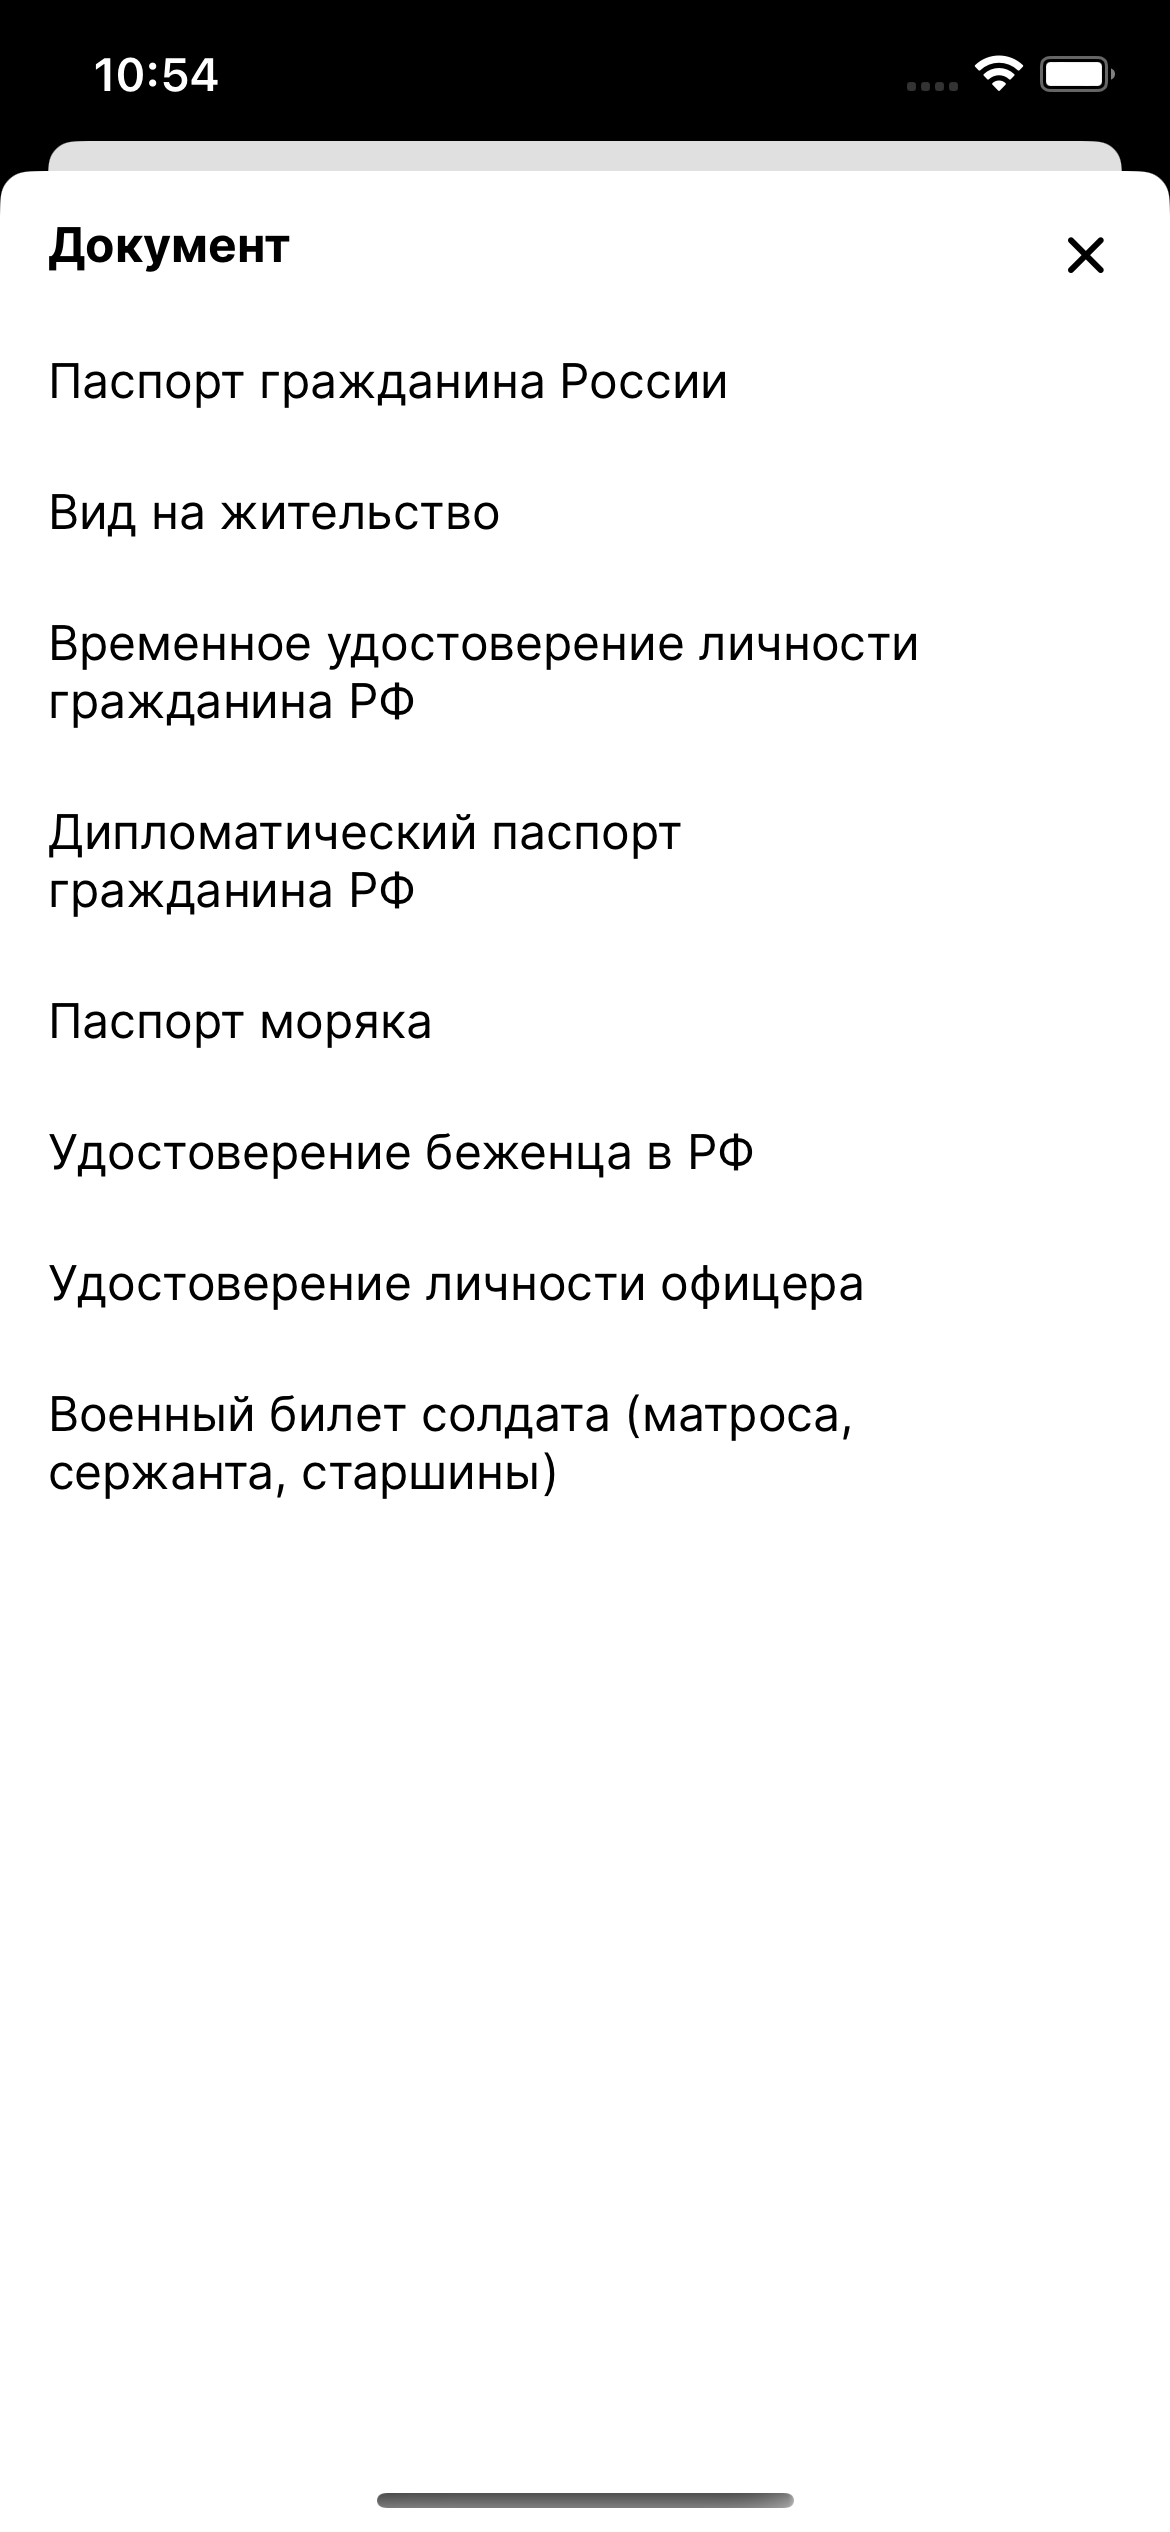 10:54
Документ
Паспорт гражданина России
Вид на жительство
Временное удостоверение личности
гражданина РФ
Дипломатический паспорт
гражданина РФ
Паспорт моряка
Удостоверение беженца в РФ
Удостоверение личности офицера
Военный билет солдата (матроса,
сержанта, старшины)